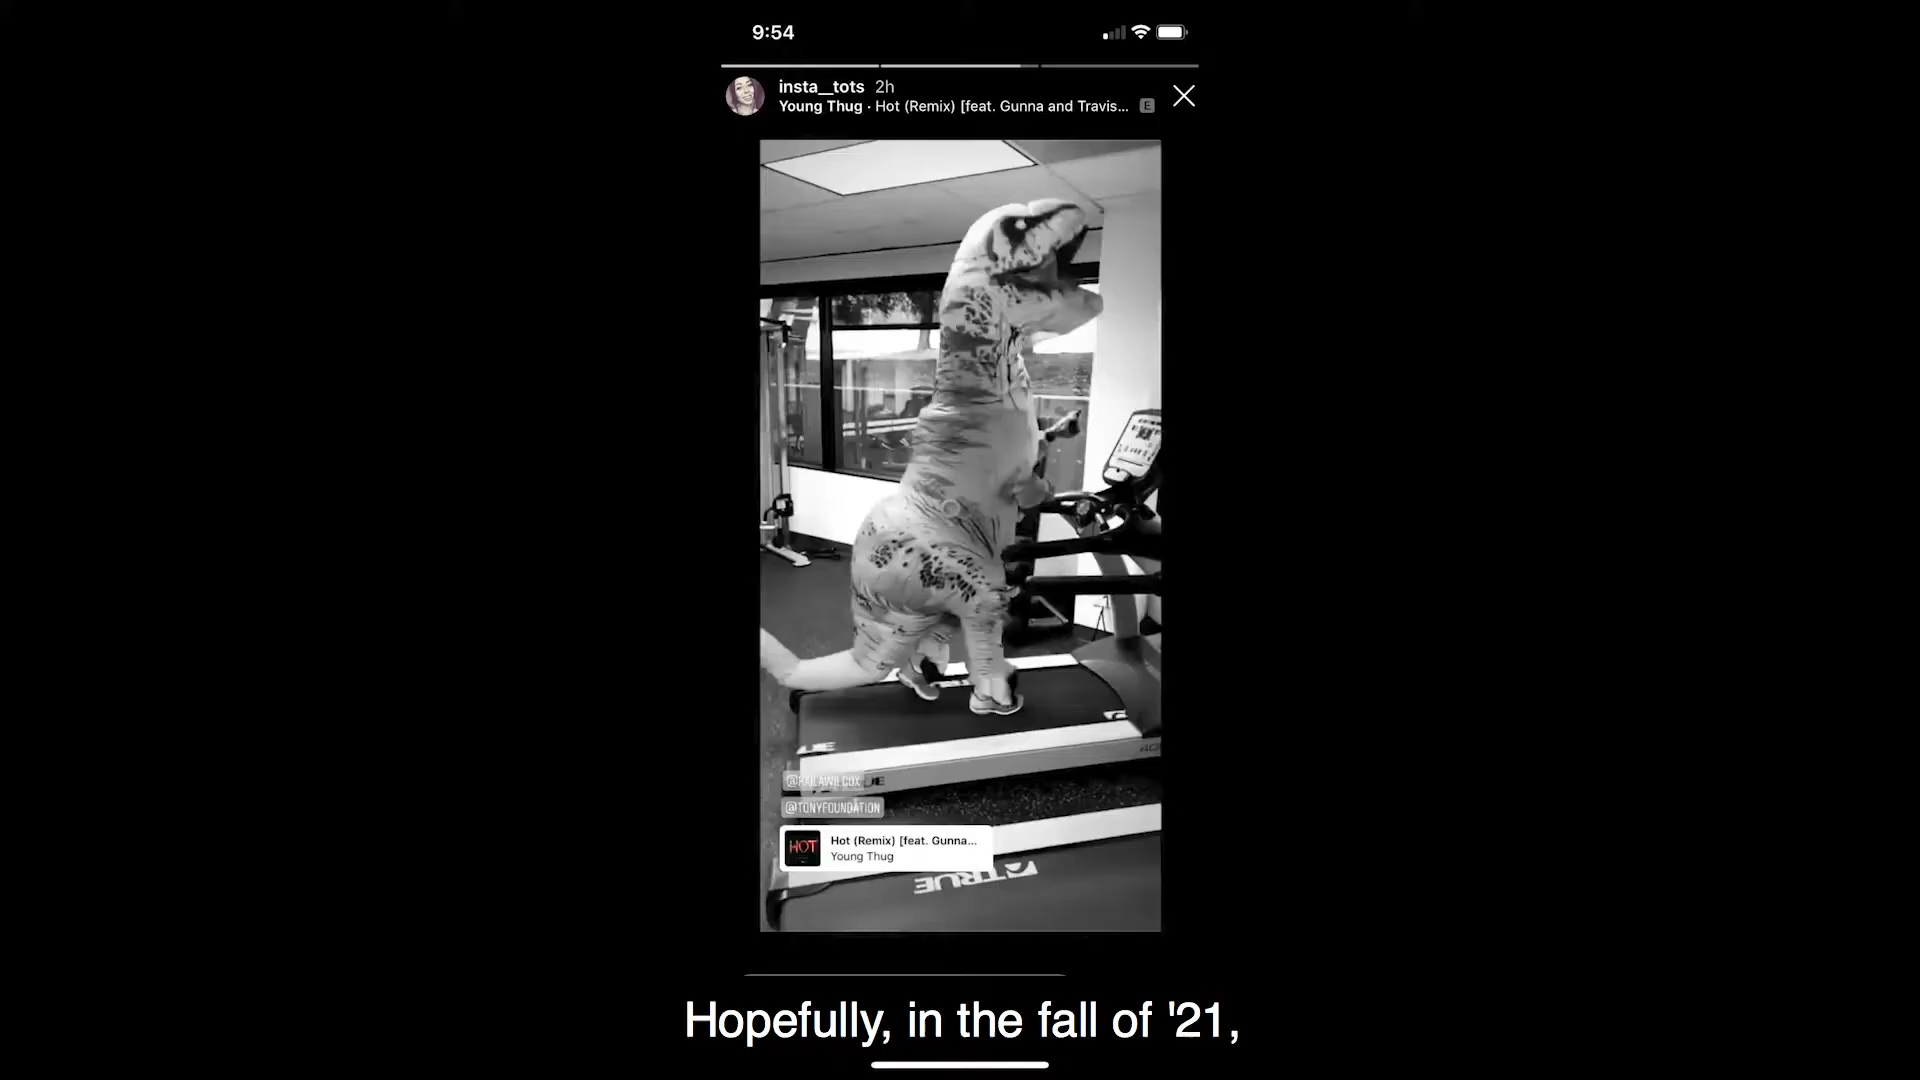 9:54
insta__tots 2h
Young Thug · Hot (Remix) [feat. Gunna and Travis... E
@KAILAWILCOX
@TONYFOUNDATION
HOT
Hot (Remix) [feat. Gunna...
Young Thug
TRUE
Hopefully, in the fall of '21,